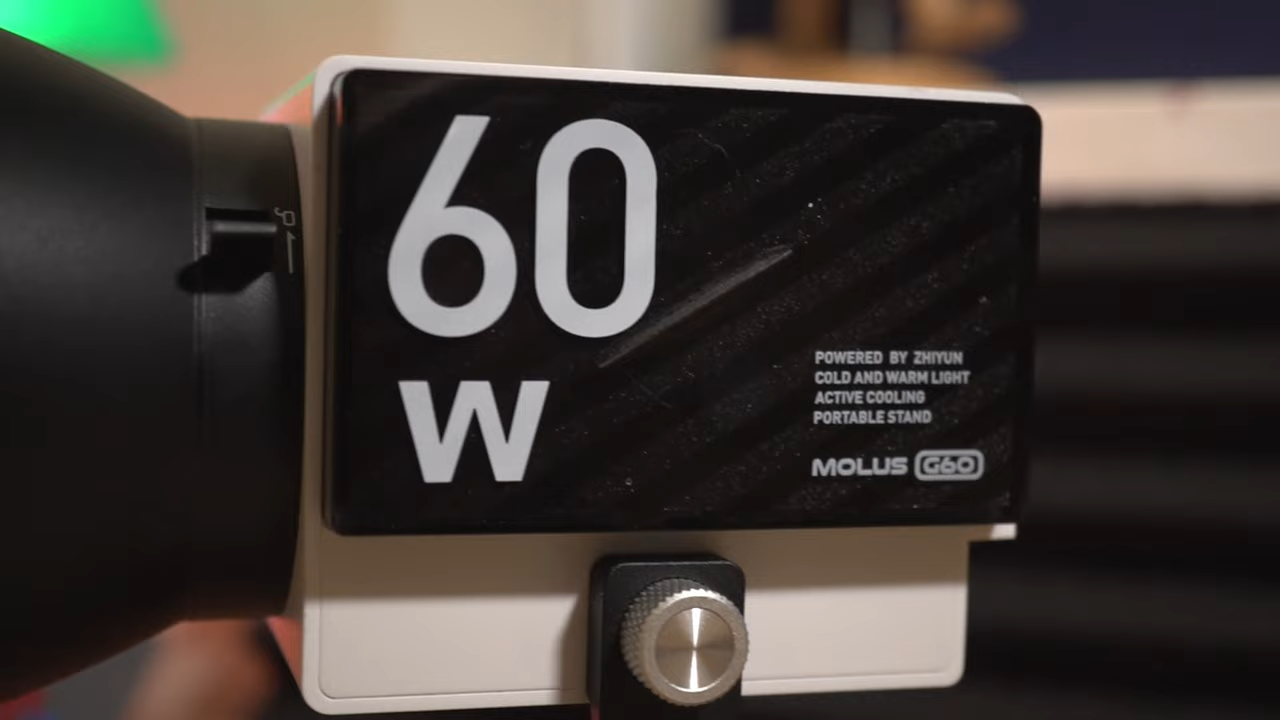 60
W
POWERED BY ZHIYUN
COLD AND WARM LIGHT
ACTIVE COOLING
PORTABLE STAND
MOLUS G60